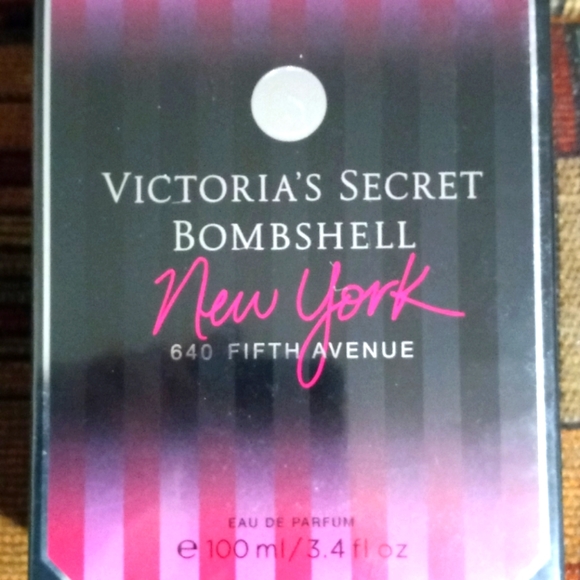 VICTORIA'S SECRET
BOMBSHELL
New York
640 FIFTH AVENUE
EAU DE PARFUM
e 100 ml/3.4 fl oz